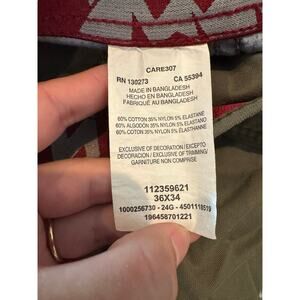 CARE307
RN 130273 CA 55394
MADE IN BANGLADESH
HECHO EN BANGLADESH
FABRIQUÉ AU BANGLADESH
60% COTTON 35% NYLON 5% ELASTANE
60% ALGODÓN 35% NYLON 5% ELASTANO
60% COTON 35% NYLON 5% ÉLASTHANNE
EXCLUSIVE OF DECORATION / EXCEPTO
DECORACIÓN / EXCLUSIVE OF TRIMMING/
GARNITURE NON COMPRISE
112359621
36X34
1000256730 - 24G - 4501118519
196458701221